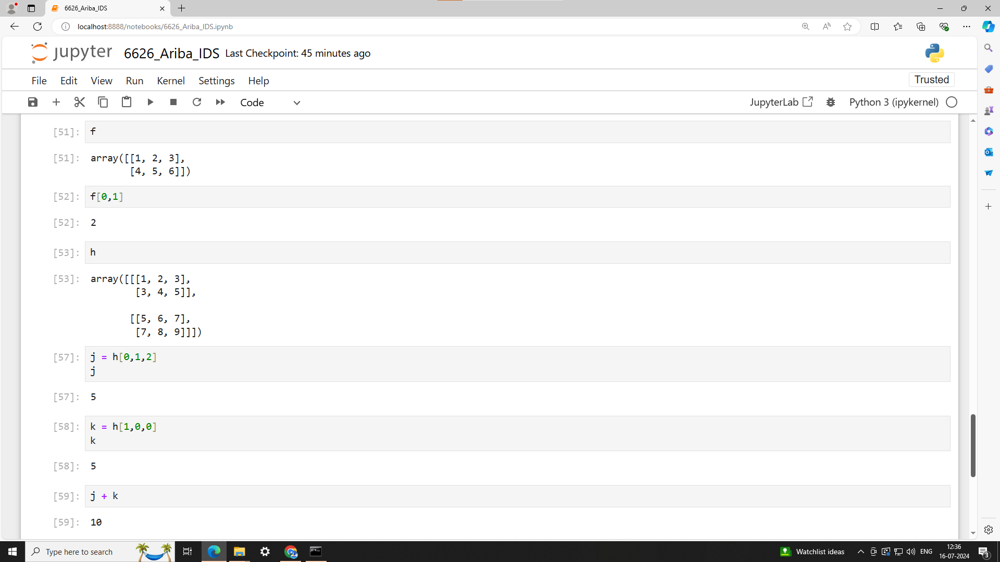 6626_Ariba_IDS
localhost:8888/notebooks/6626_Ariba_IDS.ipynb
jupyter 6626_Ariba_IDS Last Checkpoint: 45 minutes ago
File Edit View Run Kernel Settings Help Trusted
Code JupyterLab Python 3 (ipykernel)
[51]: f
[51]: array([[1, 2, 3],
       [4, 5, 6]])
[52]: f[0,1]
[52]: 2
[53]: h
[53]: array([[[1, 2, 3],
        [3, 4, 5]],
       [[5, 6, 7],
        [7, 8, 9]]])
[57]: j = h[0,1,2]
j
[57]: 5
[58]: k = h[1,0,0]
k
[58]: 5
[59]: j + k
[59]: 10
Type here to search Watchlist ideas ENG 12:36
16-07-2024 3